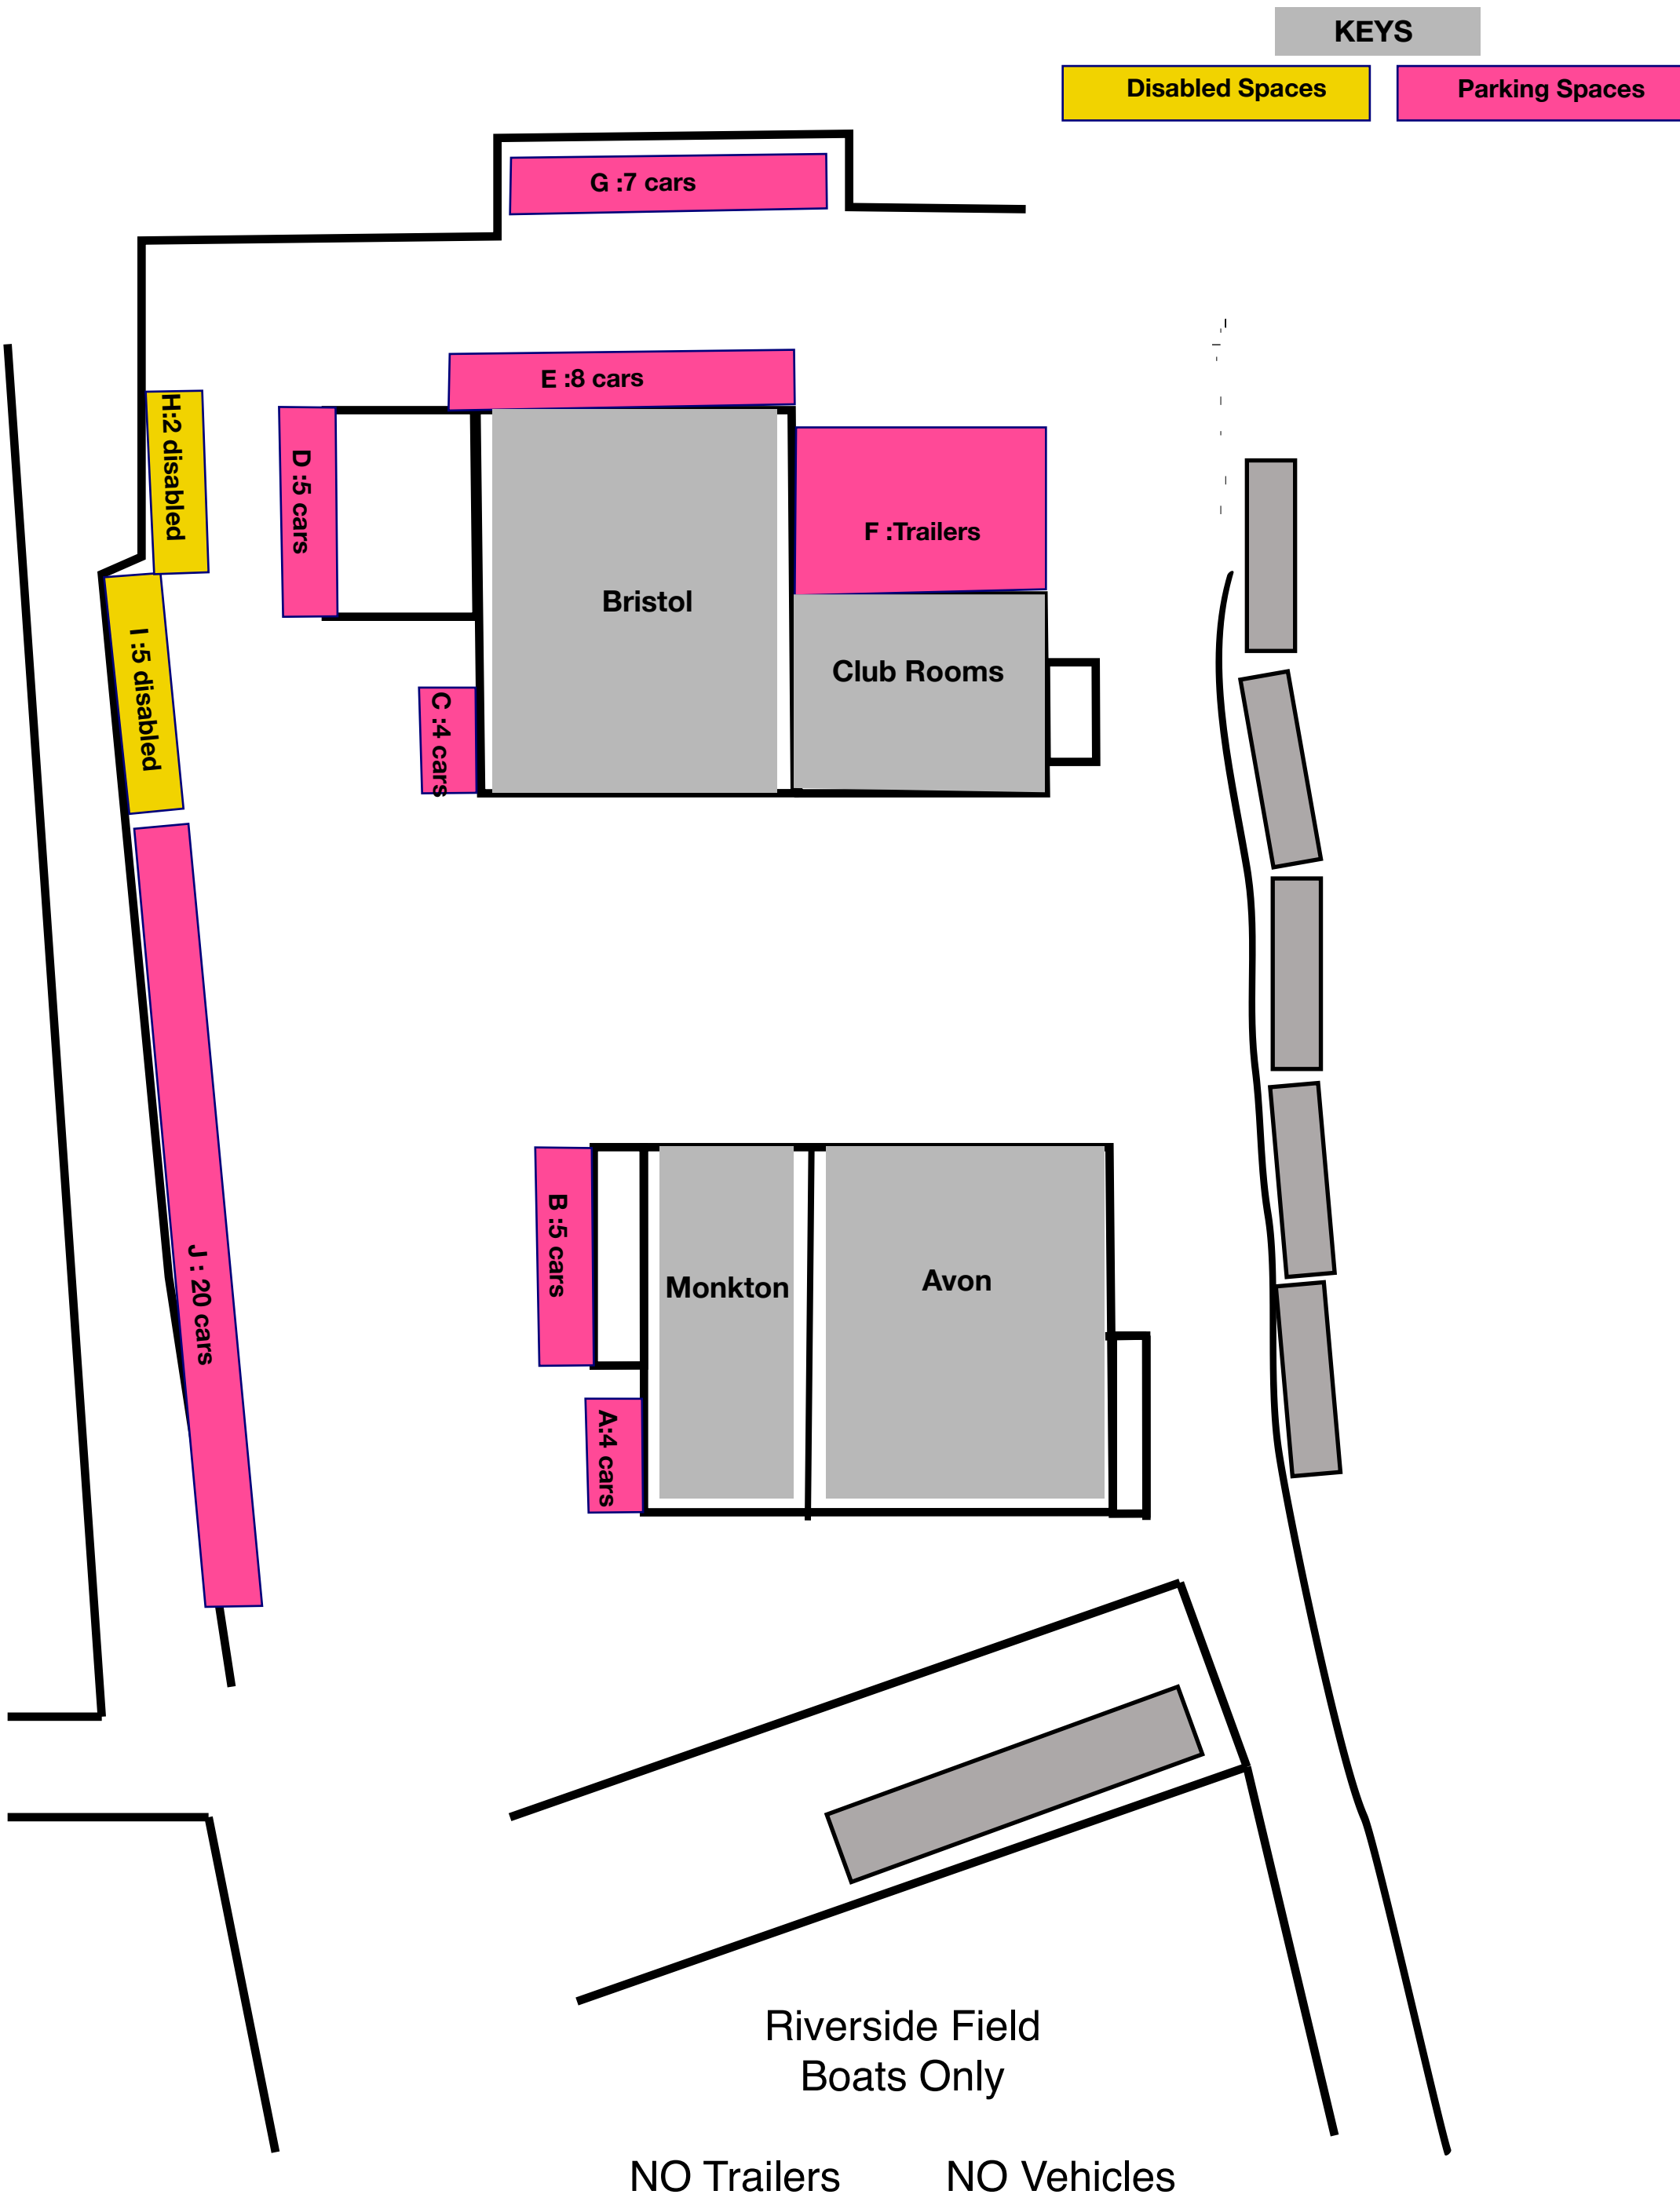 KEYS
Disabled Spaces
Parking Spaces
G :7 cars
E :8 cars
H:2 disabled
D :5 cars
F :Trailers
Bristol
I :5 disabled
Club Rooms
C :4 cars
B :5 cars
J : 20 cars
Monkton
Avon
A:4 cars
Riverside Field
Boats Only
NO Trailers NO Vehicles